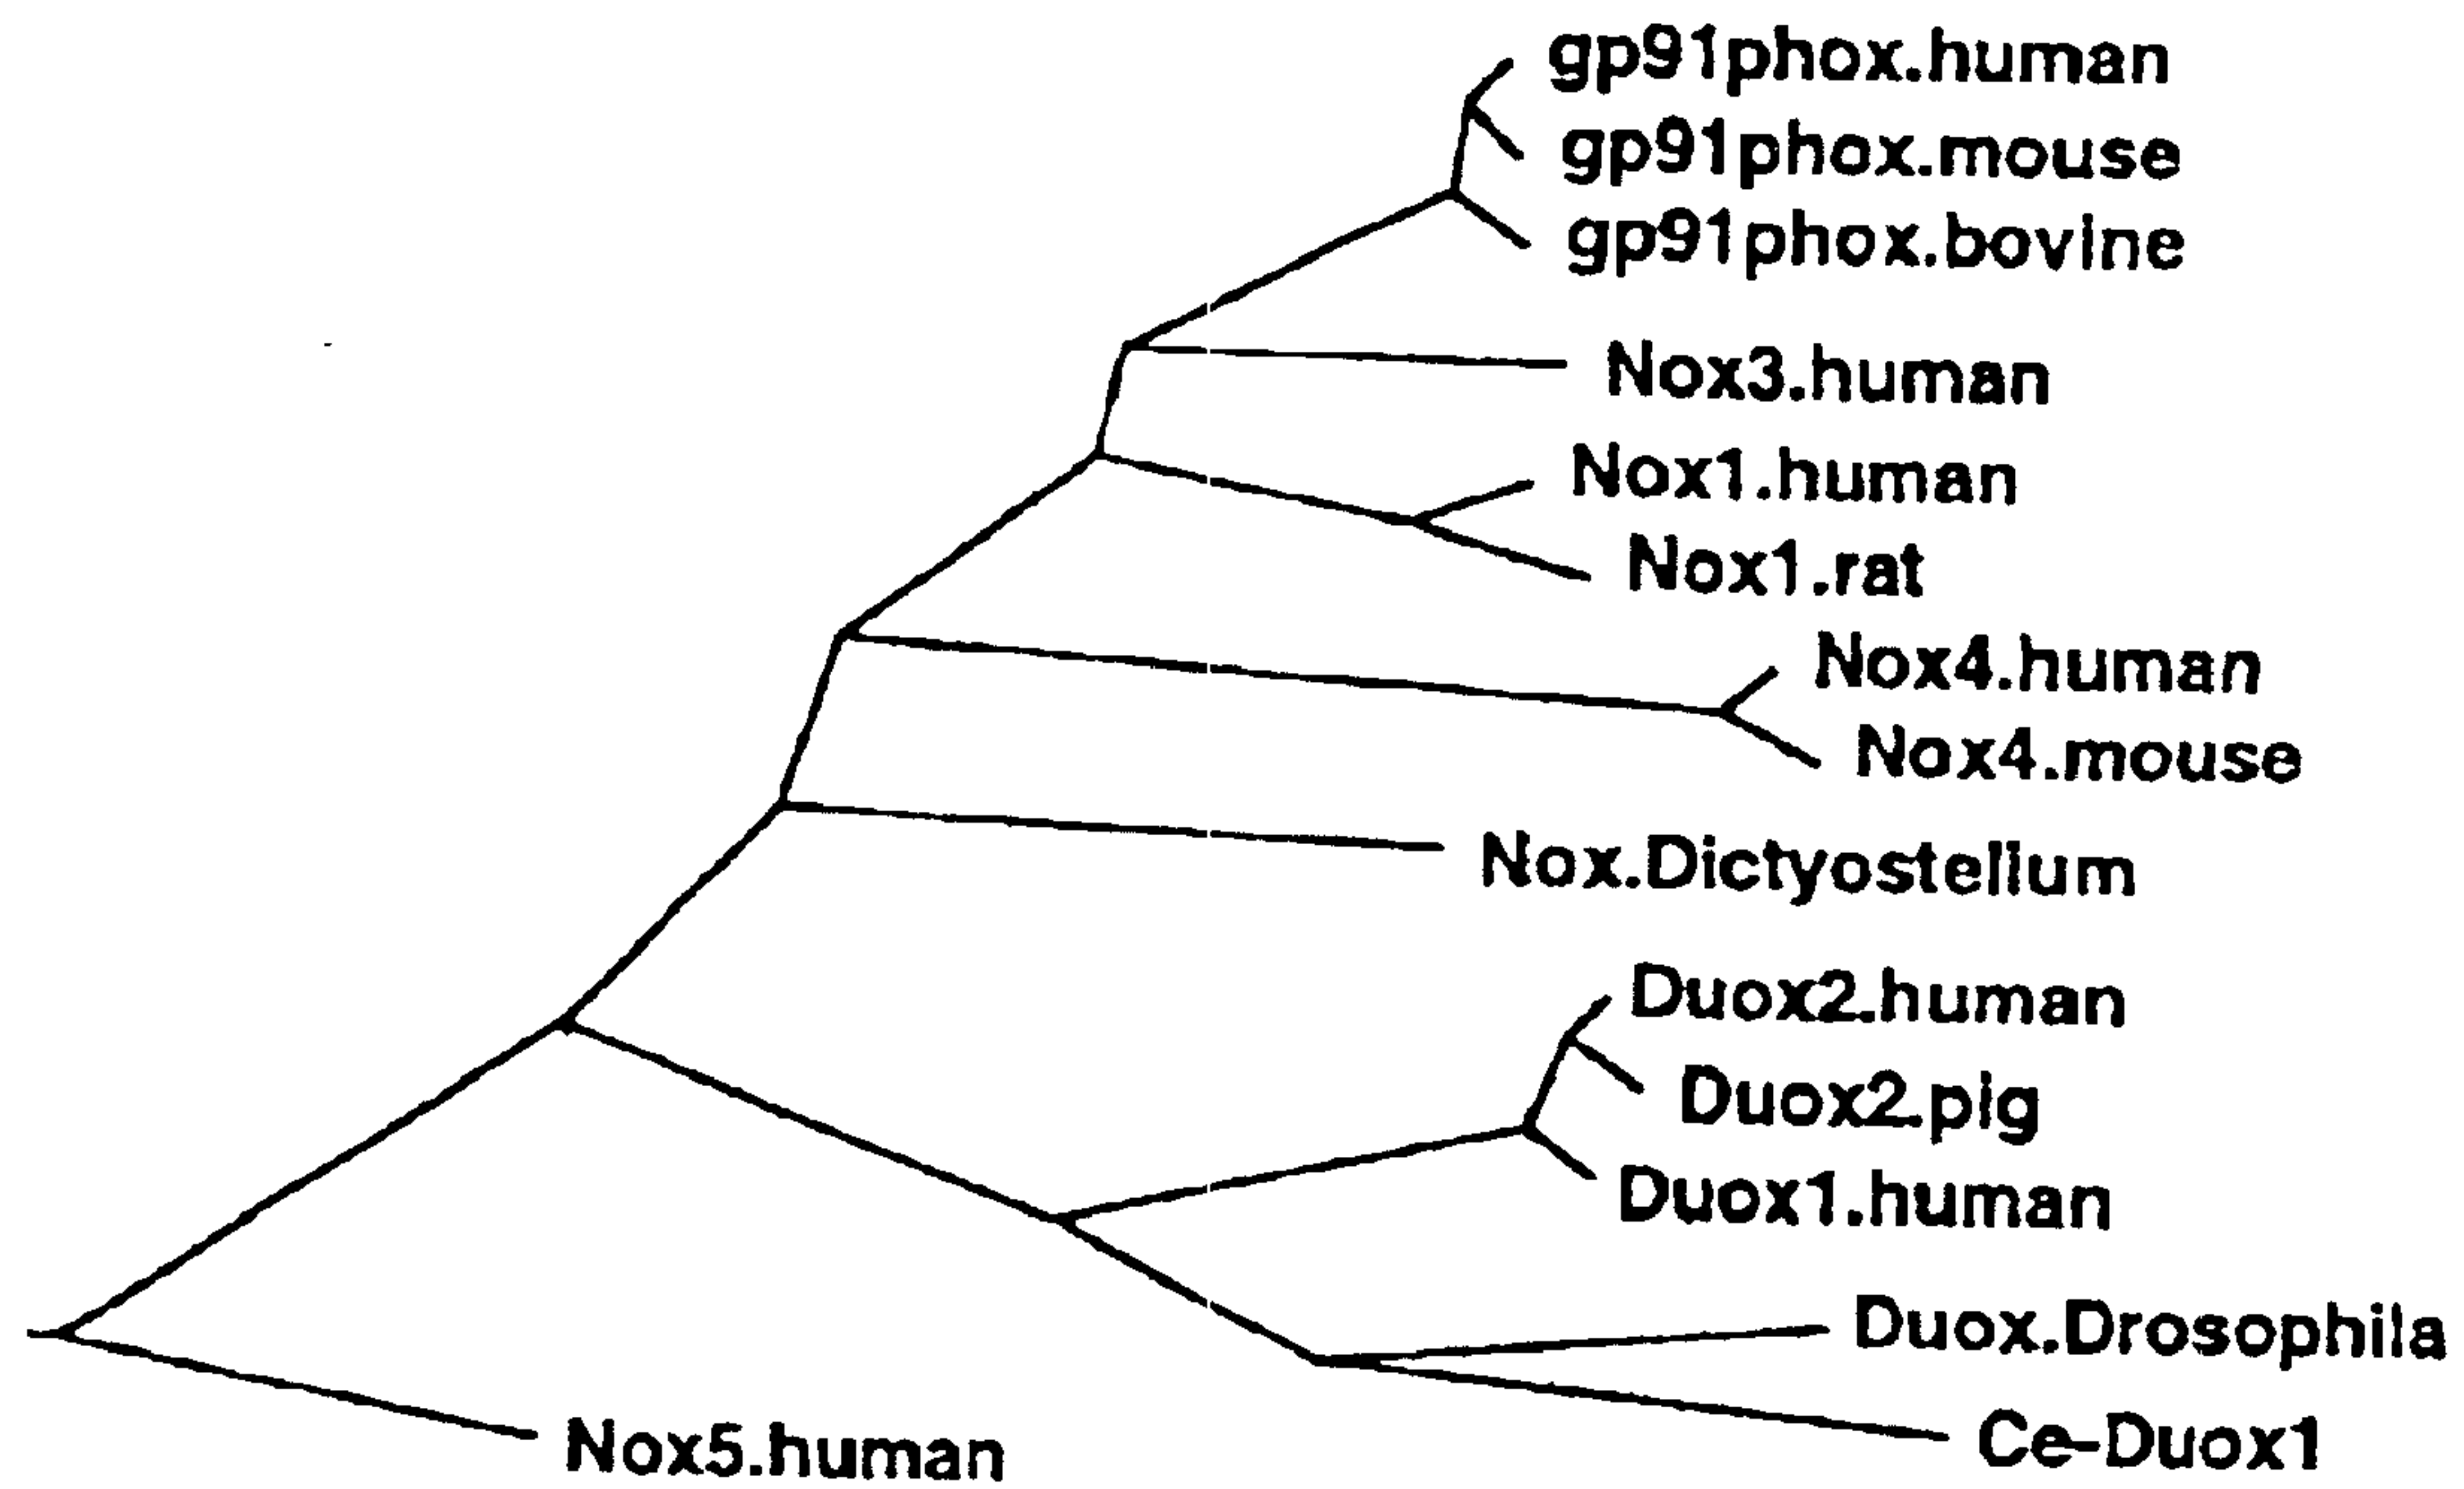 gp91phox.human
gp91phox.mouse
gp91phox.bovine
Nox3.human
Nox1.human
Nox1.rat
Nox4.human
Nox4.mouse
Nox.Dictyostelium
Duox2.human
Duox2.pig
Duox1.human
Duox.Drosophila
Ce-Duox1
Nox5.human